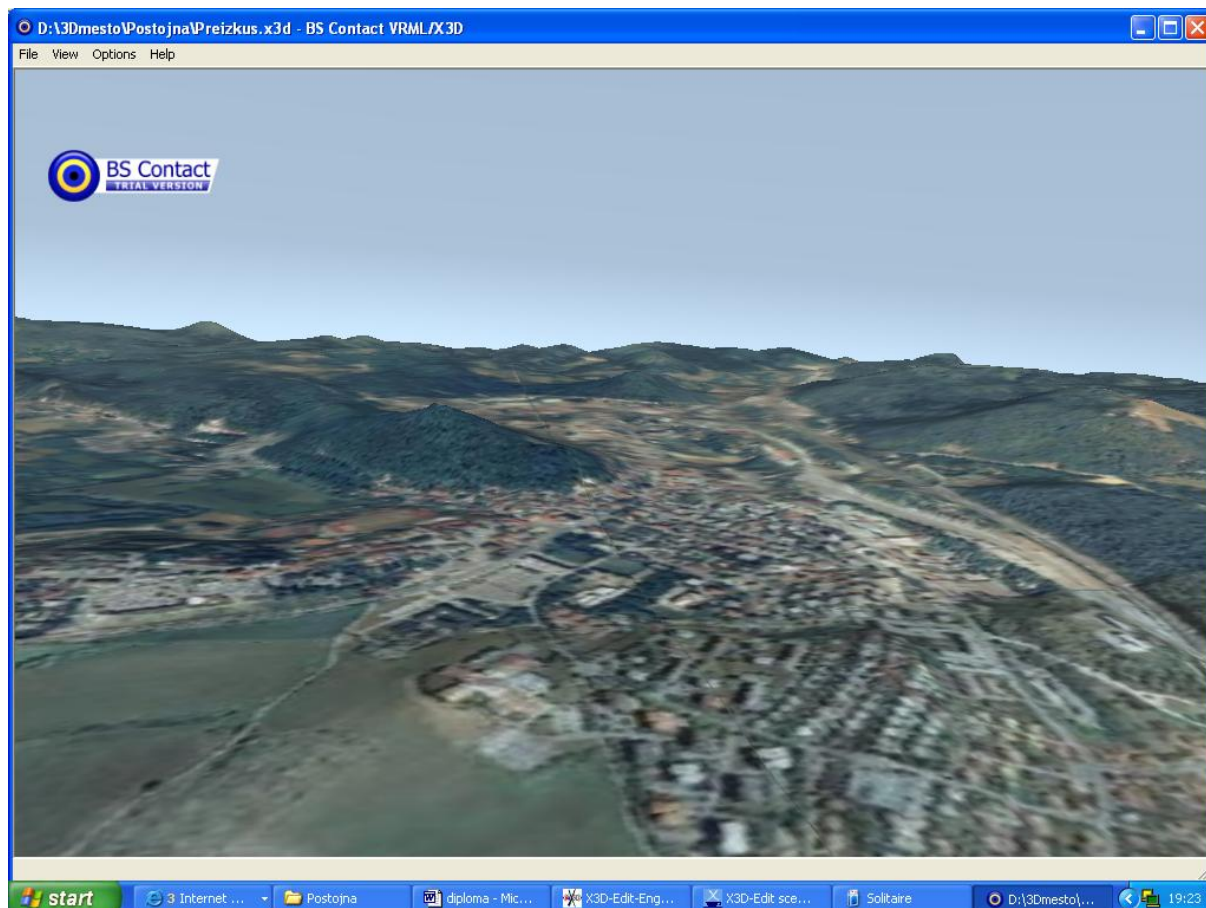 D:\3Dmesto\Postojna\Preizkus.x3d - BS Contact VRML/X3D
File View Options Help
BS Contact
TRIAL VERSION
start 3 Internet ... Postojna diploma - Mic... X3D-Edit-Eng... X3D-Edit sce... Solitaire D:\3Dmesto\... 19:23